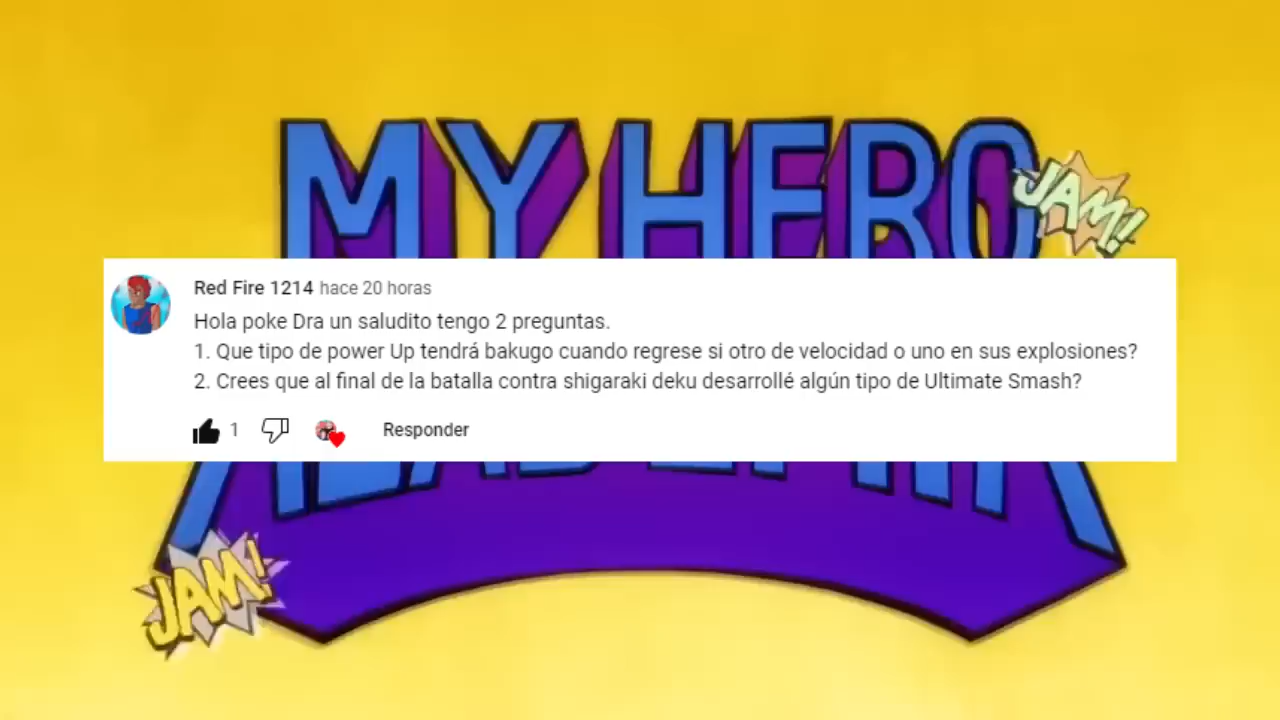 MY HERO
JAM!
Red Fire 1214 hace 20 horas
Hola poke Dra un saludito tengo 2 preguntas.
1. Que tipo de power Up tendrá bakugo cuando regrese si otro de velocidad o uno en sus explosiones?
2. Crees que al final de la batalla contra shigaraki deku desarrollé algún tipo de Ultimate Smash?
1
Responder
JAM!